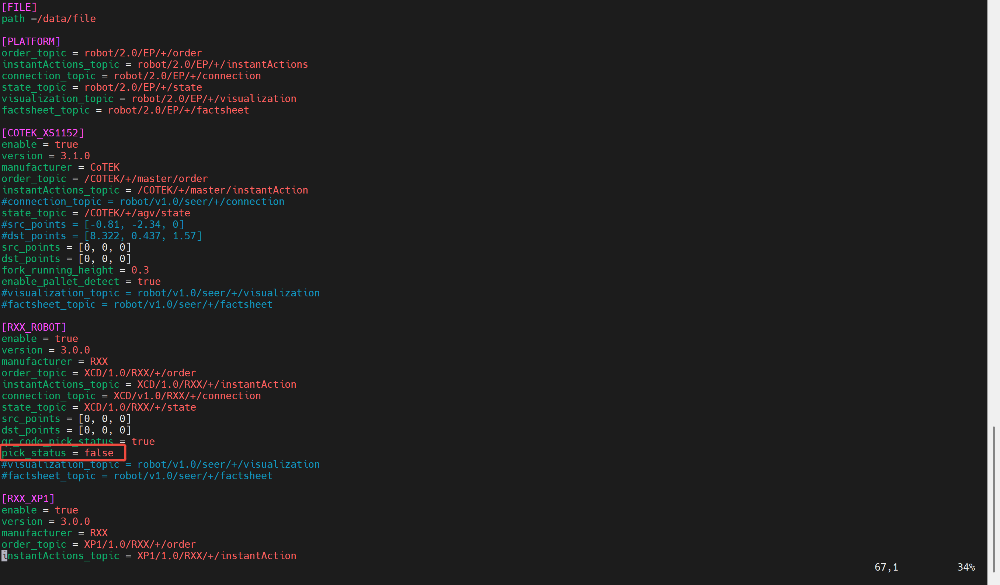 [FILE]
path =/data/file
[PLATFORM]
order_topic = robot/2.0/EP/+/order
instantActions_topic = robot/2.0/EP/+/instantActions
connection_topic = robot/2.0/EP/+/connection
state_topic = robot/2.0/EP/+/state
visualization_topic = robot/2.0/EP/+/visualization
factsheet_topic = robot/2.0/EP/+/factsheet
[COTEK_XS1152]
enable = true
version = 3.1.0
manufacturer = CoTEK
order_topic = /COTEK/+/master/order
instantActions_topic = /COTEK/+/master/instantAction
#connection_topic = robot/v1.0/seer/+/connection
state_topic = /COTEK/+/agv/state
#src_points = [-0.81, -2.34, 0]
#dst_points = [8.322, 0.437, 1.57]
src_points = [0, 0, 0]
dst_points = [0, 0, 0]
fork_running_height = 0.3
enable_pallet_detect = true
#visualization_topic = robot/v1.0/seer/+/visualization
#factsheet_topic = robot/v1.0/seer/+/factsheet
[RXX_ROBOT]
enable = true
version = 3.0.0
manufacturer = RXX
order_topic = XCD/1.0/RXX/+/order
instantActions_topic = XCD/1.0/RXX/+/instantAction
connection_topic = XCD/v1.0/RXX/+/connection
state_topic = XCD/1.0/RXX/+/state
src_points = [0, 0, 0]
dst_points = [0, 0, 0]
qr_code_pick_status = true
pick_status = false
#visualization_topic = robot/v1.0/seer/+/visualization
#factsheet_topic = robot/v1.0/seer/+/factsheet
[RXX_XP1]
enable = true
version = 3.0.0
manufacturer = RXX
order_topic = XP1/1.0/RXX/+/order
instantActions_topic = XP1/1.0/RXX/+/instantAction
67,1 34%